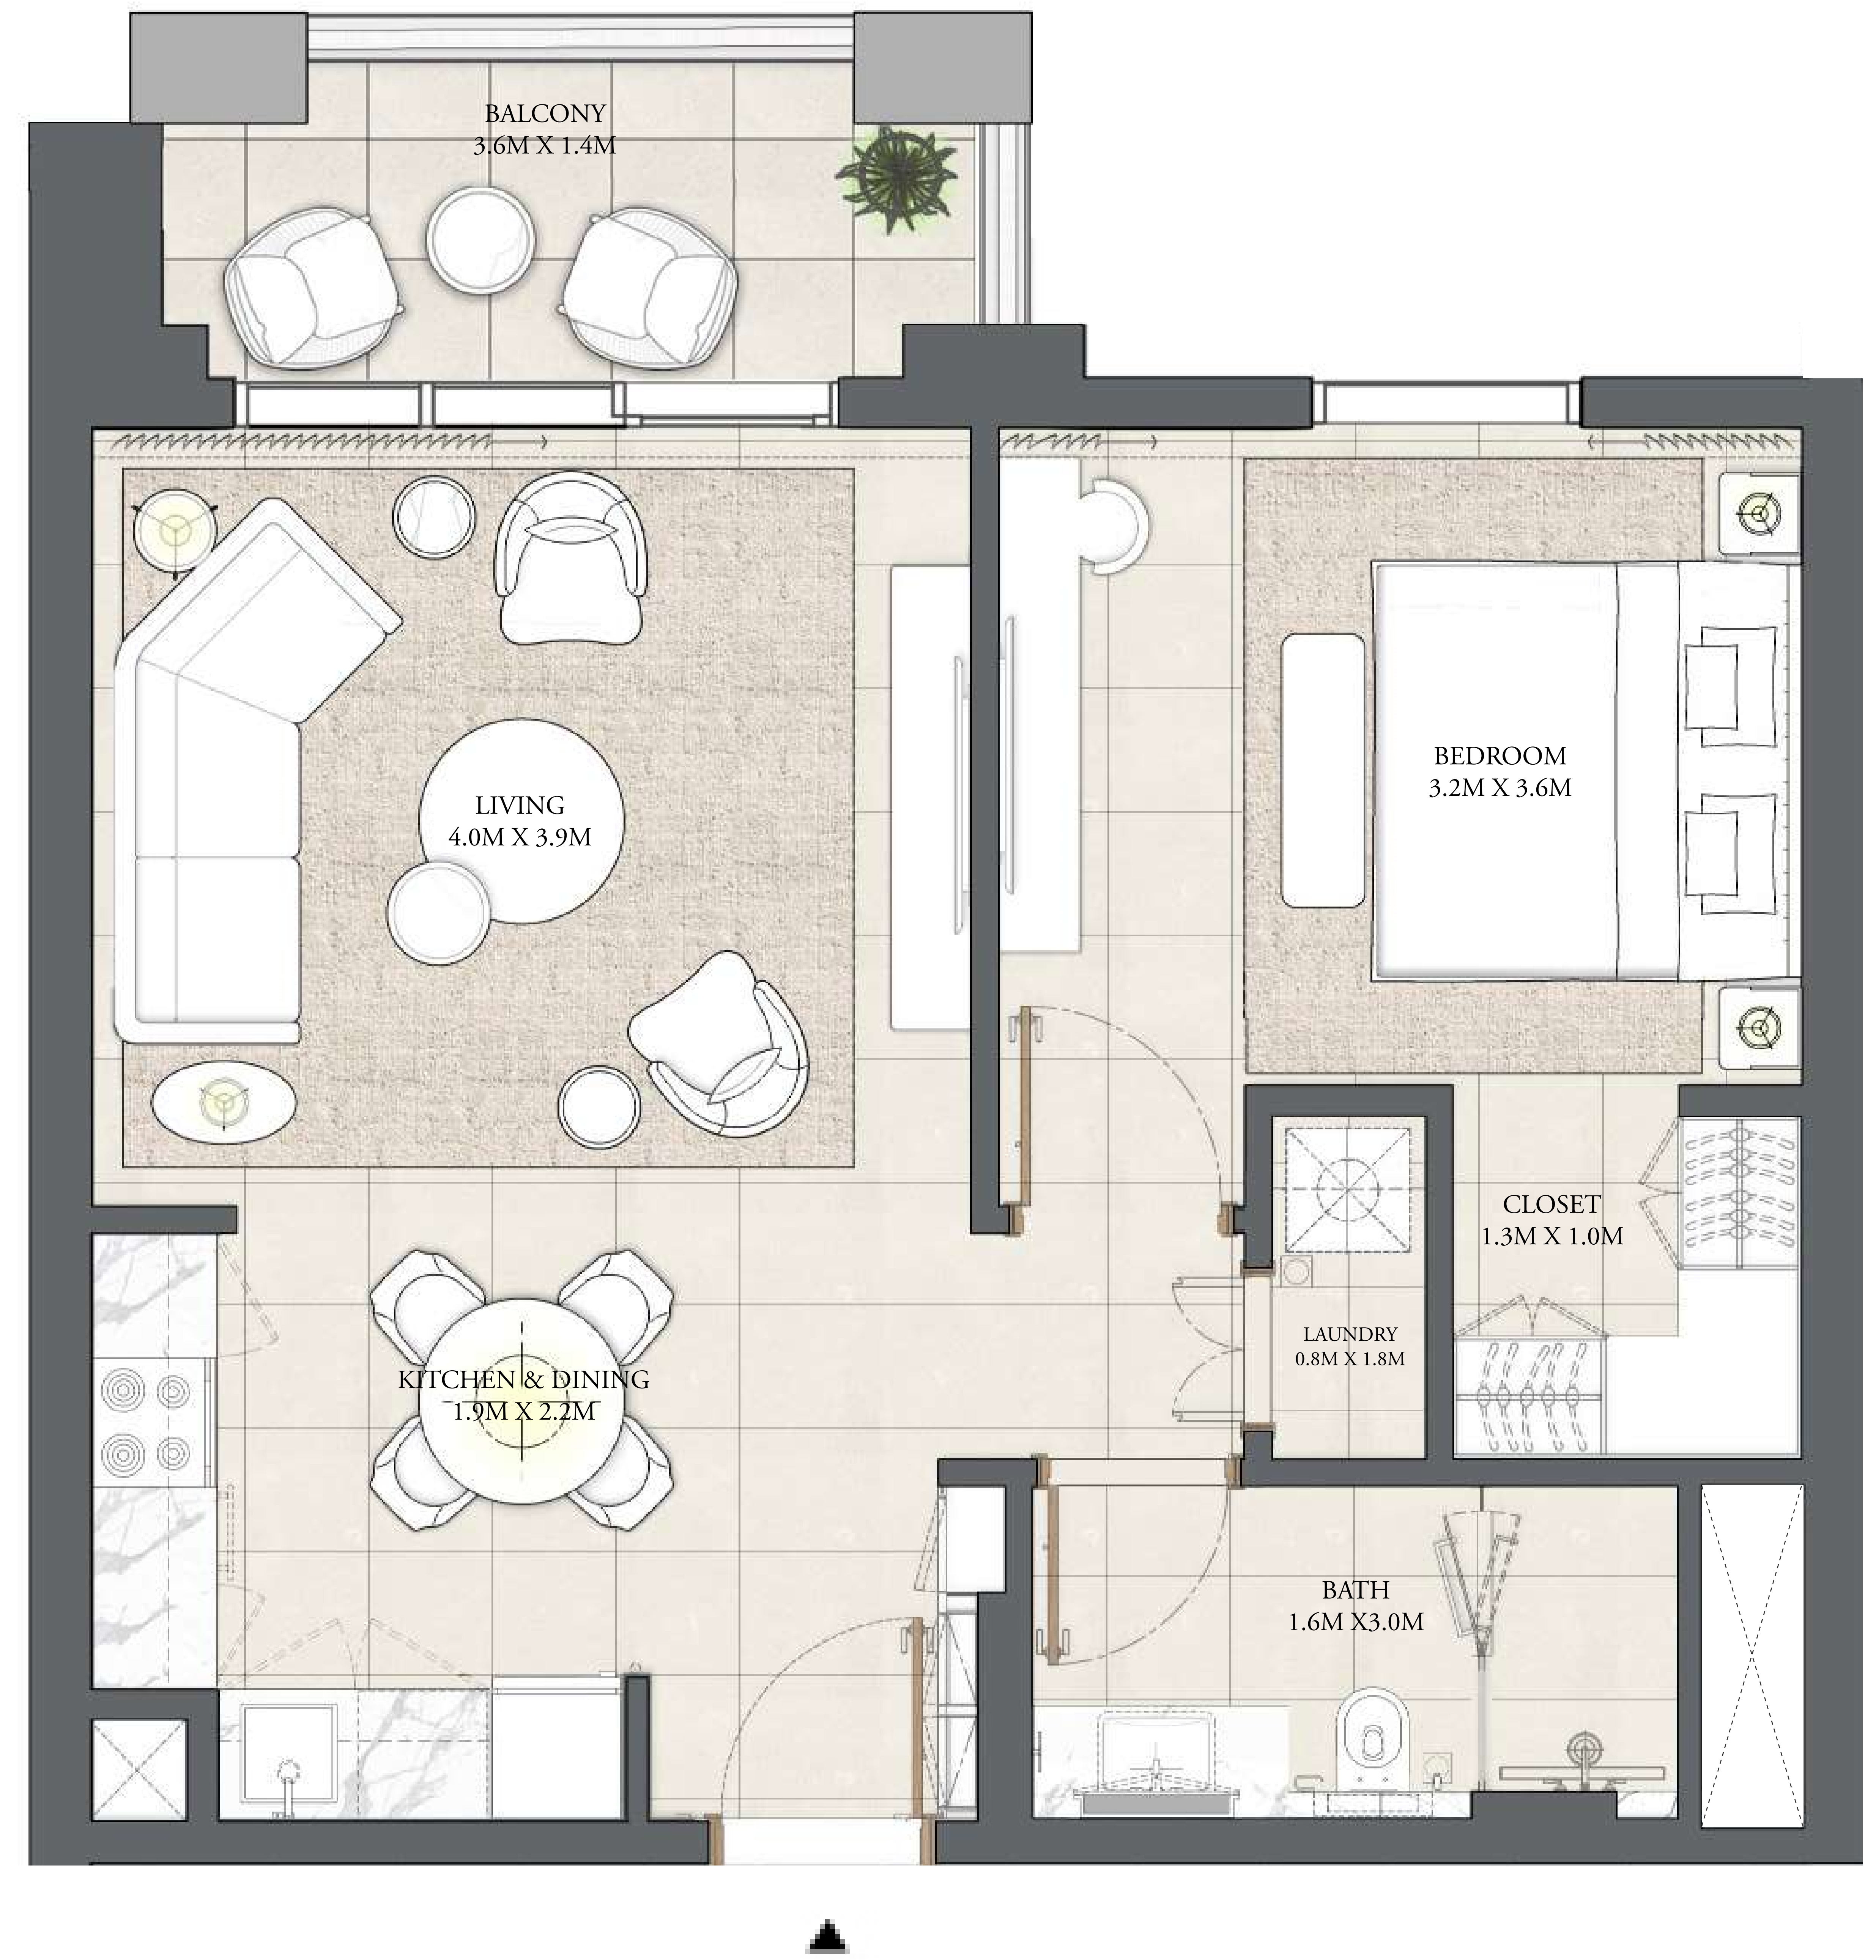 BALCONY
3.6M X 1.4M
LIVING
4.0M X 3.9M
BEDROOM
3.2M X 3.6M
CLOSET
1.3M X 1.0M
LAUNDRY
0.8M X 1.8M
KITCHEN & DINING
1.9M X 2.2M
BATH
1.6M X3.0M